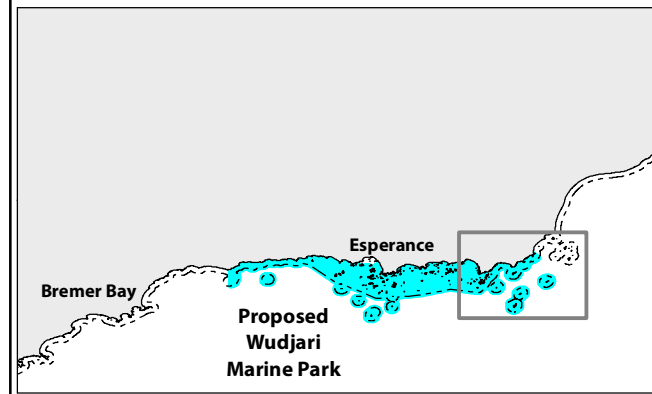 Esperance
Bremer Bay
Proposed
Wudjari
Marine Park